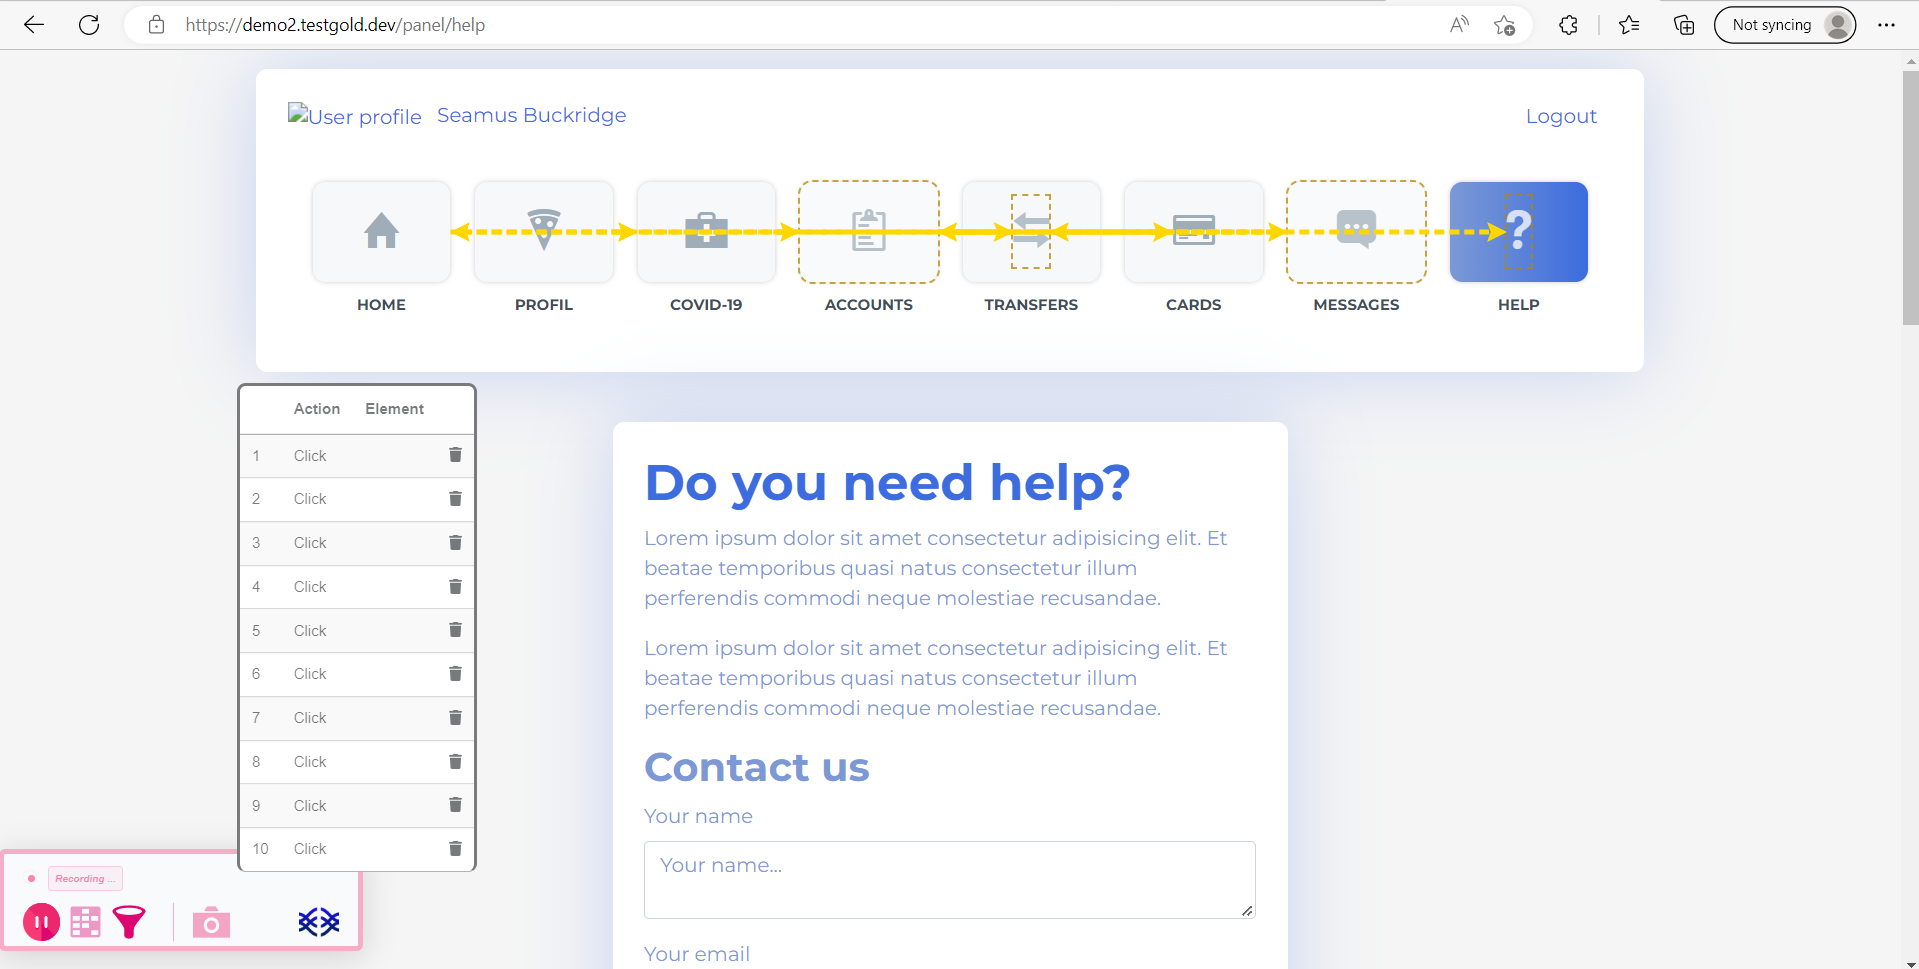 https://demo2.testgold.dev/panel/help
Not syncing
User profile Seamus Buckridge
Logout
HOME PROFIL COVID-19 ACCOUNTS TRANSFERS CARDS MESSAGES HELP
Action Element
1 Click
2 Click
3 Click
4 Click
5 Click
6 Click
7 Click
8 Click
9 Click
10 Click
Recording ...
Do you need help?
Lorem ipsum dolor sit amet consectetur adipisicing elit. Et
beatae temporibus quasi natus consectetur illum
perferendis commodi neque molestiae recusandae.
Lorem ipsum dolor sit amet consectetur adipisicing elit. Et
beatae temporibus quasi natus consectetur illum
perferendis commodi neque molestiae recusandae.
Contact us
Your name
Your name...
Your email